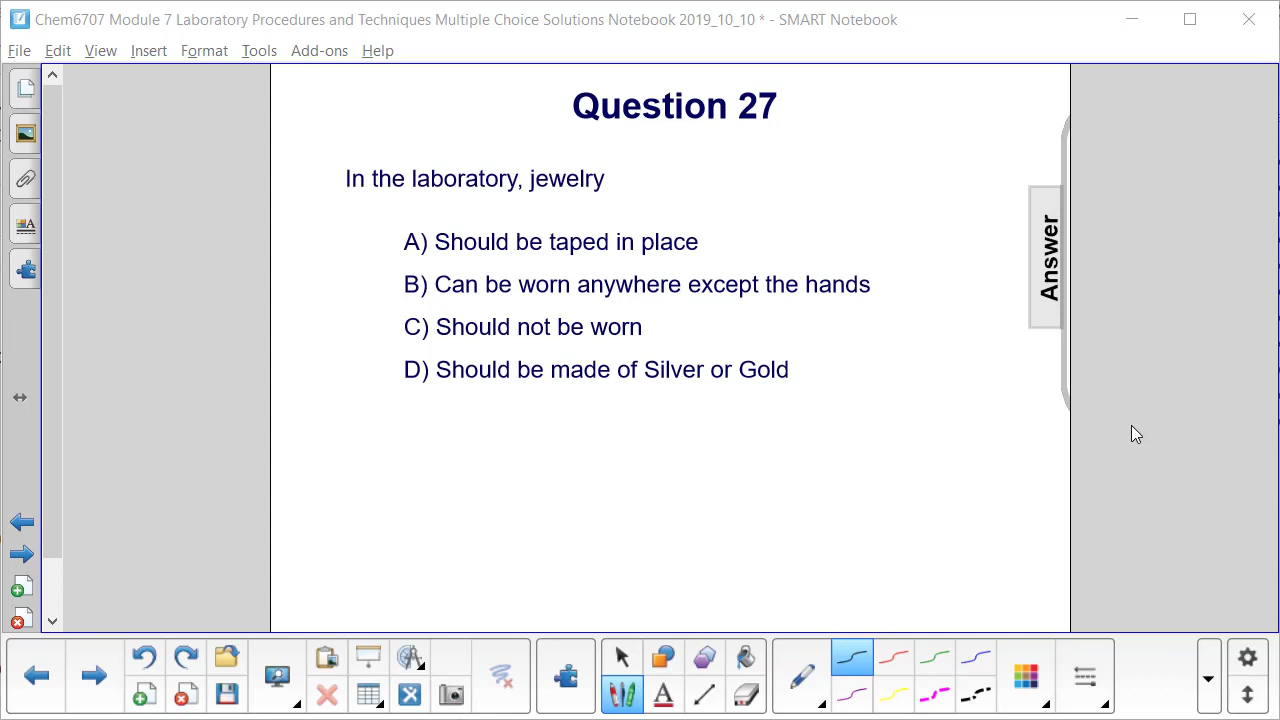 Chem6707 Module 7 Laboratory Procedures and Techniques Multiple Choice Solutions Notebook 2019_10_10 * - SMART Notebook
File Edit View Insert Format Tools Add-ons Help
Question 27
In the laboratory, jewelry
A) Should be taped in place
B) Can be worn anywhere except the hands
C) Should not be worn
D) Should be made of Silver or Gold
Answer